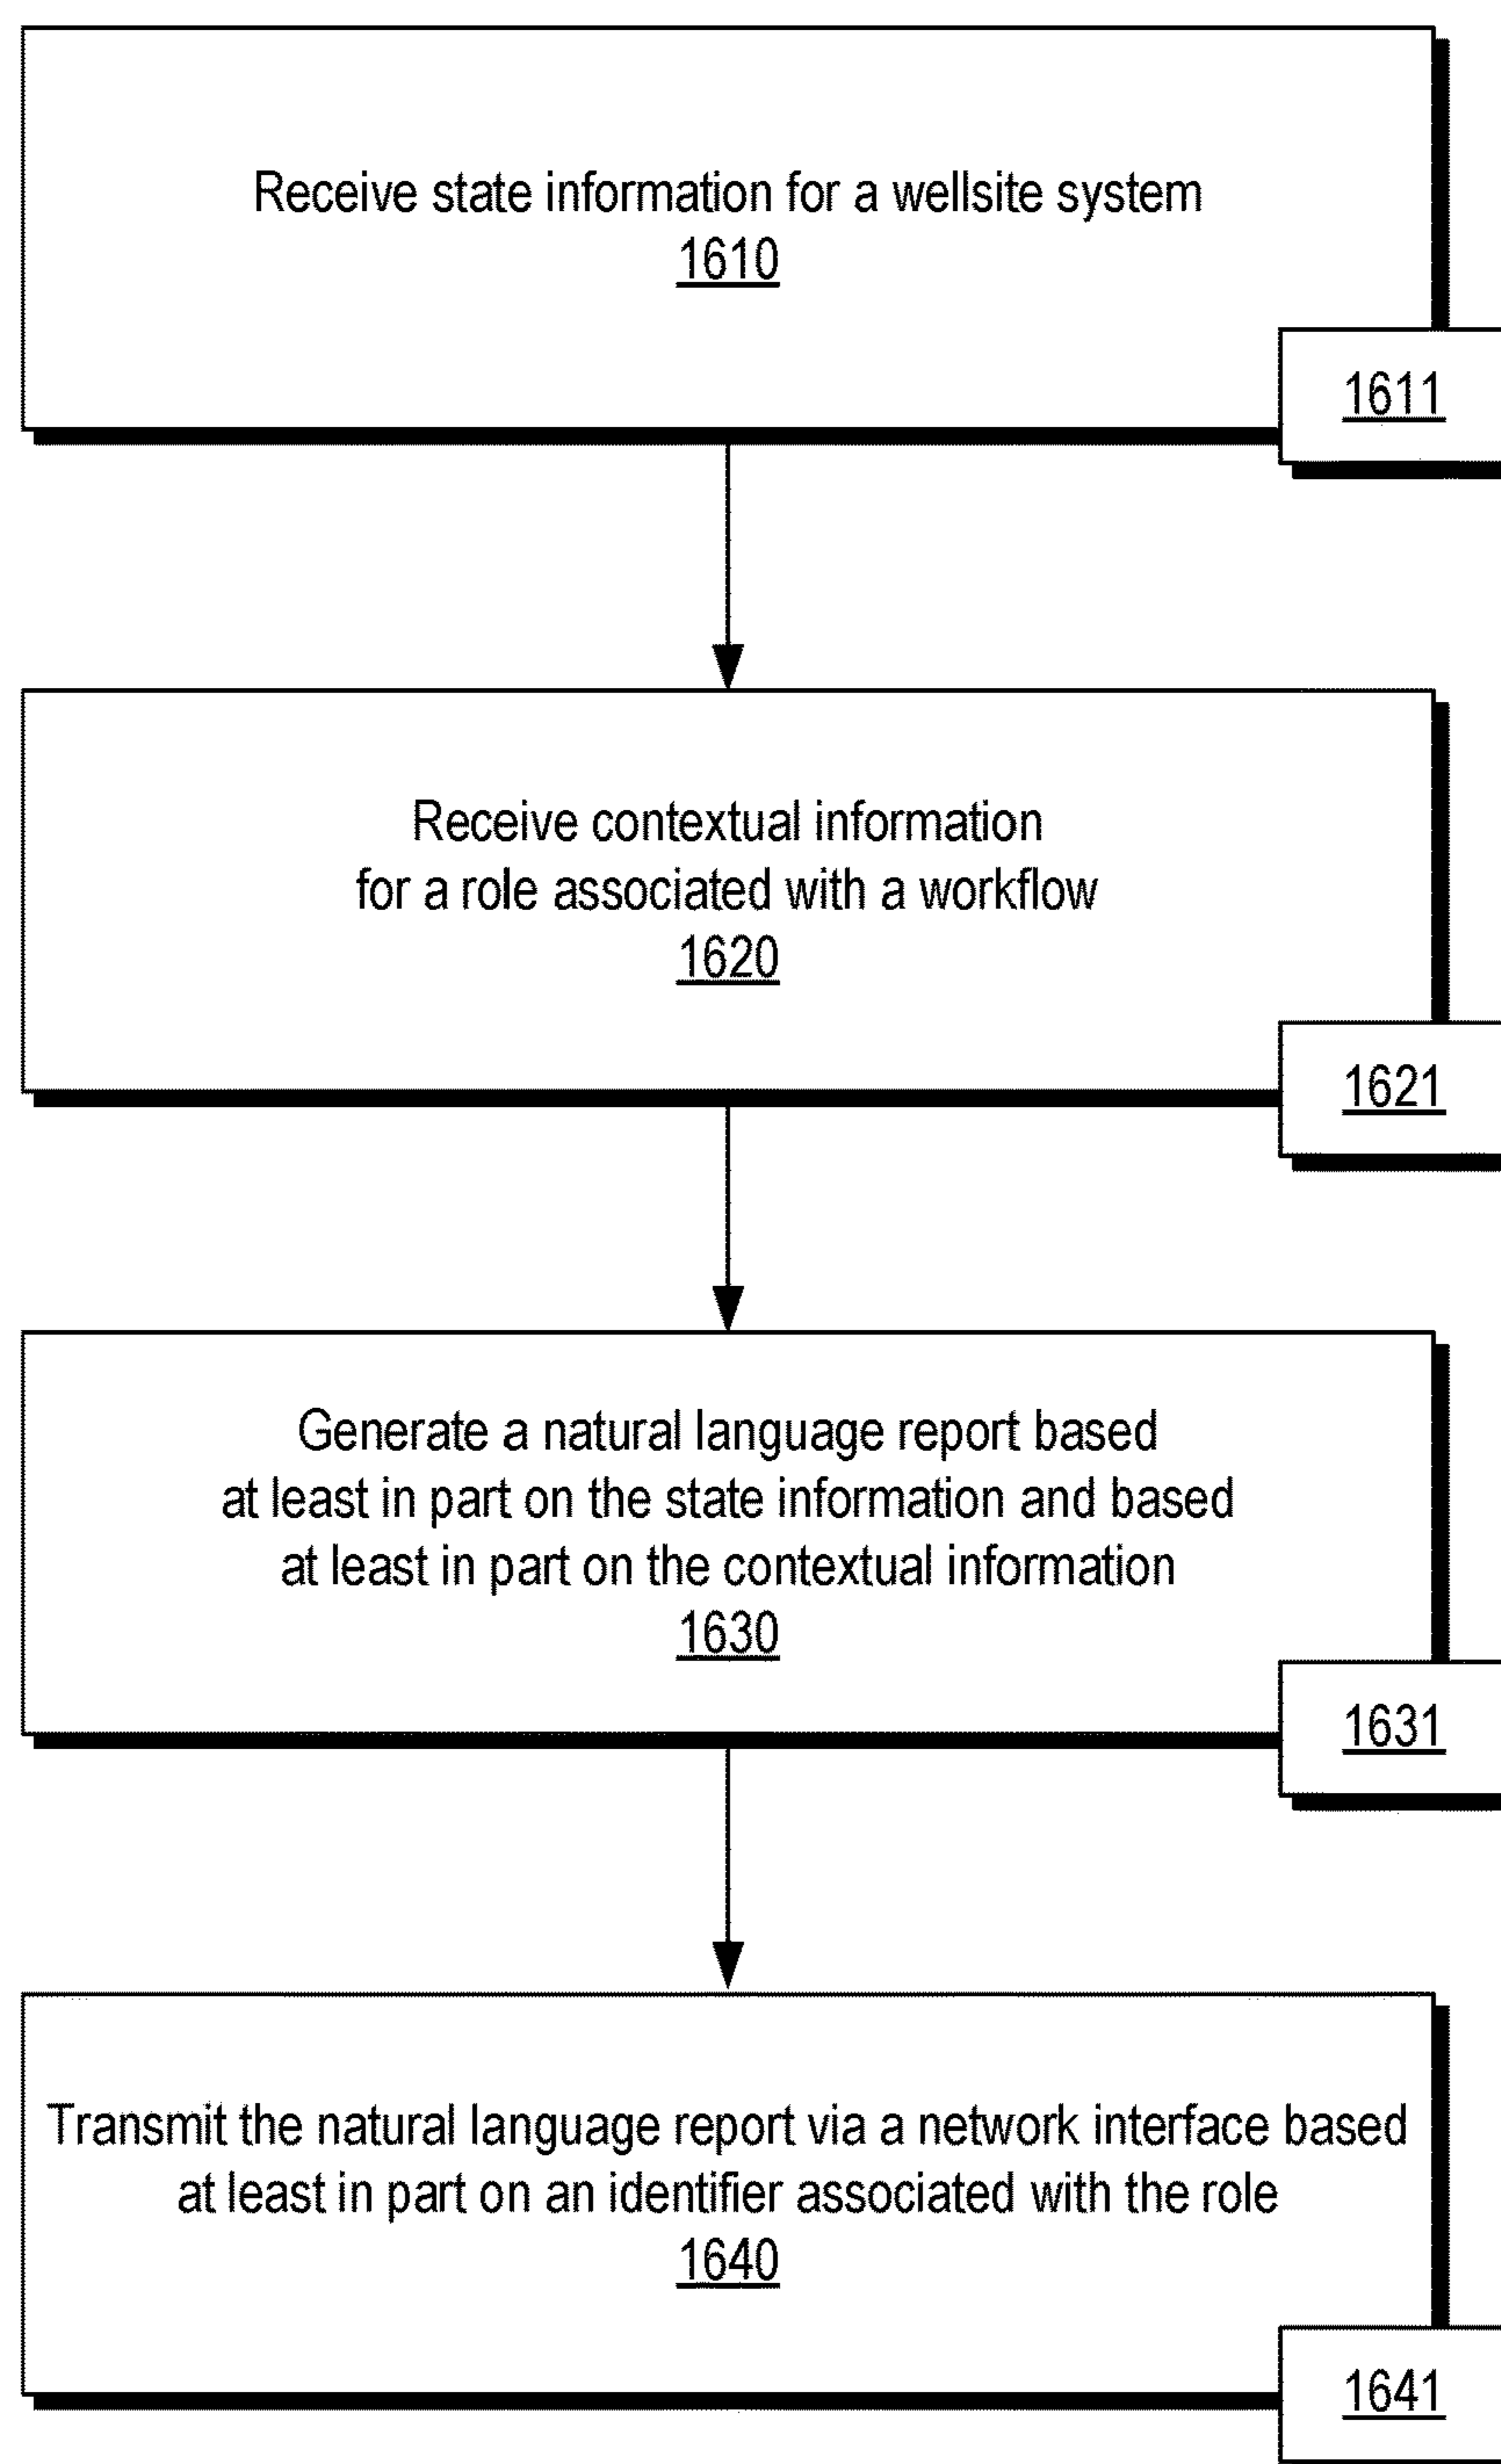 Receive state information for a wellsite system
1610
1611
Receive contextual information
for a role associated with a workflow
1620
1621
Generate a natural language report based
at least in part on the state information and based
at least in part on the contextual information
1630
1631
Transmit the natural language report via a network interface based
at least in part on an identifier associated with the role
1640
1641